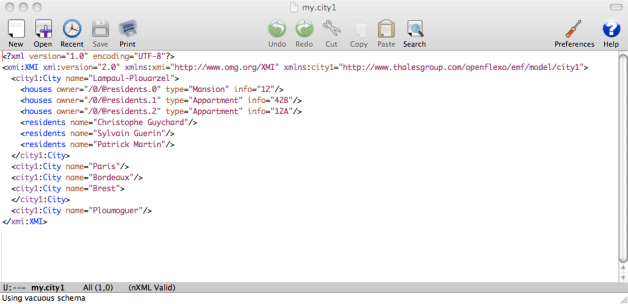 my.city1
New Open Recent Save Print Undo Redo Cut Copy Paste Search Preferences Help
<?xml version="1.0" encoding="UTF-8"?>
<xmi:XMI xmi:version="2.0" xmlns:xmi="http://www.omg.org/XMI" xmlns:city1="http://www.thalesgroup.com/openflexo/emf/model/city1">
  <city1:City name="Lampaul-Plouarzel">
    <houses owner="/0/@residents.0" type="Mansion" info="12"/>
    <houses owner="/0/@residents.1" type="Appartment" info="42B"/>
    <houses owner="/0/@residents.2" type="Appartment" info="12A"/>
    <residents name="Christophe Guychard"/>
    <residents name="Sylvain Guerin"/>
    <residents name="Patrick Martin"/>
  </city1:City>
  <city1:City name="Paris"/>
  <city1:City name="Bordeaux"/>
  <city1:City name="Brest">
  </city1:City>
  <city1:City name="Ploumoguer"/>
</xmi:XMI>
U:--- my.city1 All (1,0) (nXML Valid)
Using vacuous schema